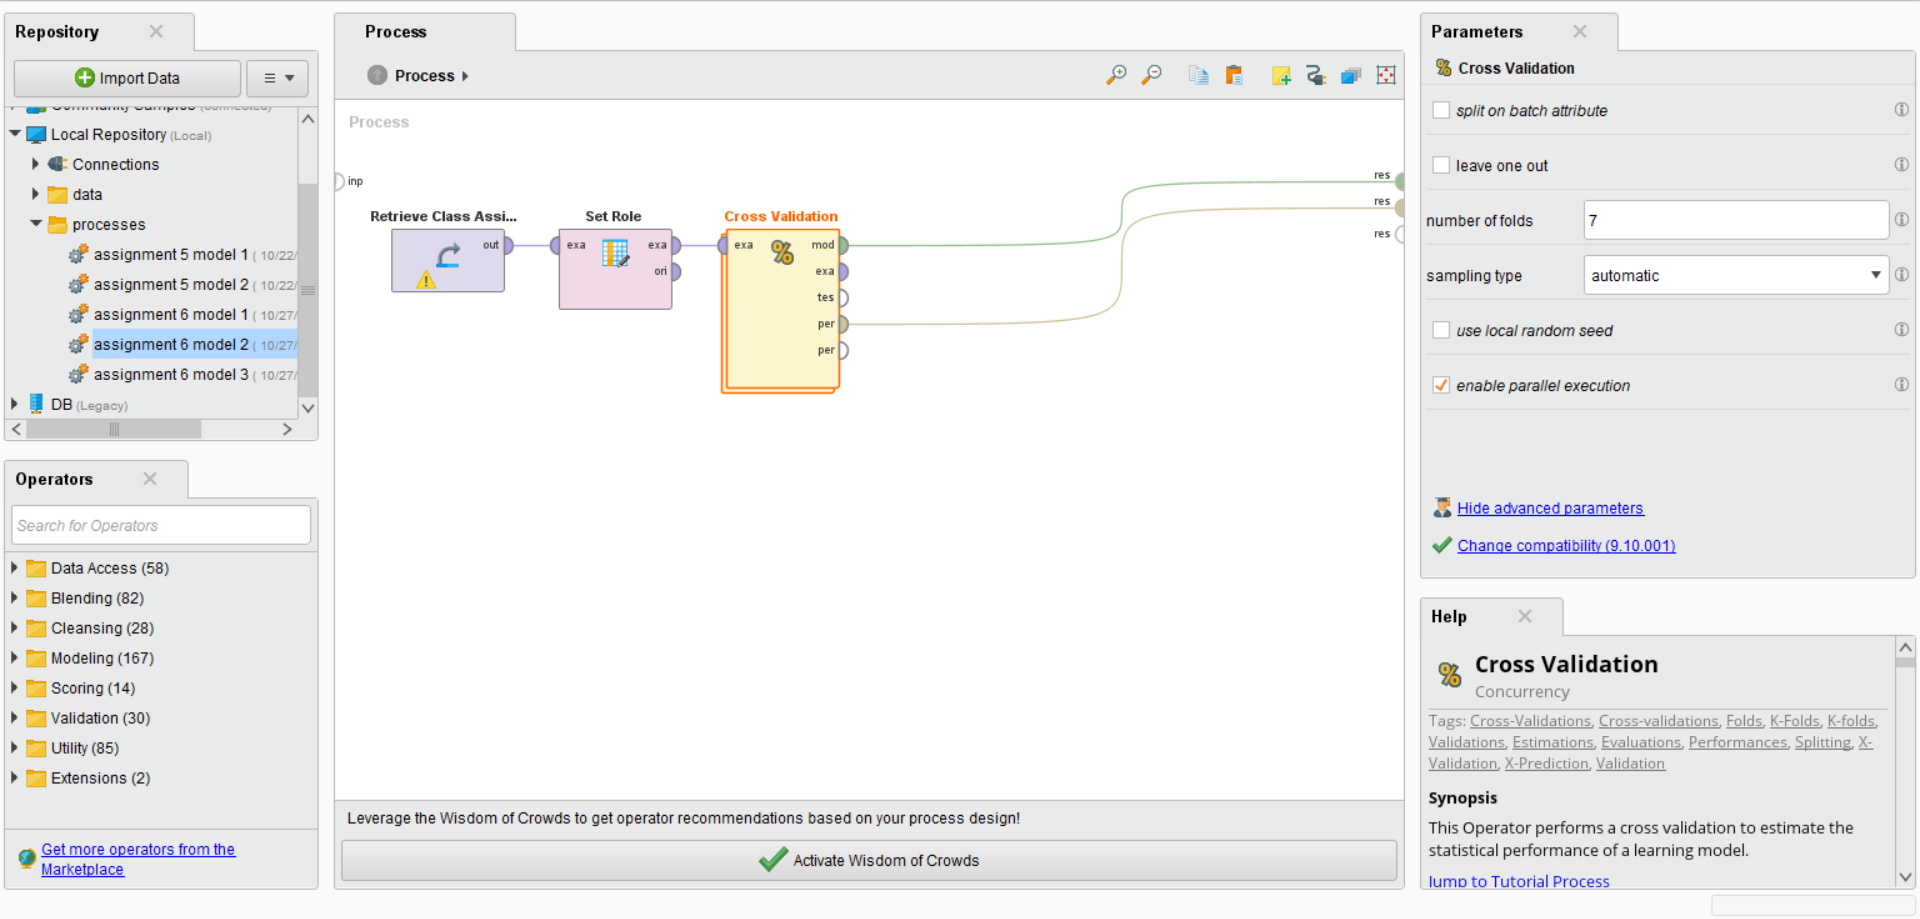 Repository
Import Data
Community Samples (connected)
Local Repository (Local)
Connections
data
processes
assignment 5 model 1 ( 10/22/
assignment 5 model 2 ( 10/22/
assignment 6 model 1 ( 10/27/
assignment 6 model 2 ( 10/27/
assignment 6 model 3 ( 10/27/
DB (Legacy)
Operators
Search for Operators
Data Access (58)
Blending (82)
Cleansing (28)
Modeling (167)
Scoring (14)
Validation (30)
Utility (85)
Extensions (2)
Get more operators from the
Marketplace
Process
Process
Process
inp
res
res
res
Retrieve Class Assi...
out
Set Role
exa exa
ori
Cross Validation
exa mod
exa
tes
per
per
Leverage the Wisdom of Crowds to get operator recommendations based on your process design!
Activate Wisdom of Crowds
Parameters
Cross Validation
split on batch attribute
leave one out
number of folds 7
sampling type automatic
use local random seed
enable parallel execution
Hide advanced parameters
Change compatibility (9.10.001)
Help
Cross Validation
Concurrency
Tags: Cross-Validations, Cross-validations, Folds, K-Folds, K-folds,
Validations, Estimations, Evaluations, Performances, Splitting, X-
Validation, X-Prediction, Validation
Synopsis
This Operator performs a cross validation to estimate the
statistical performance of a learning model.
Jump to Tutorial Process